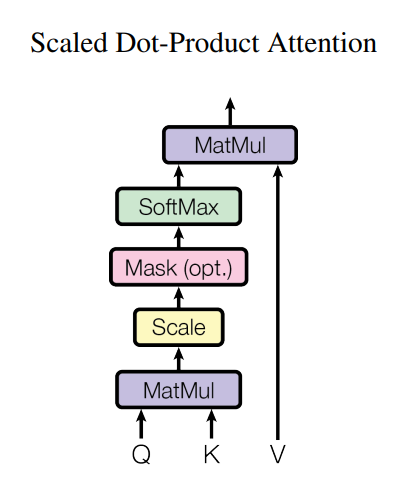 Scaled Dot-Product Attention
MatMul
SoftMax
Mask (opt.)
Scale
MatMul
Q K V